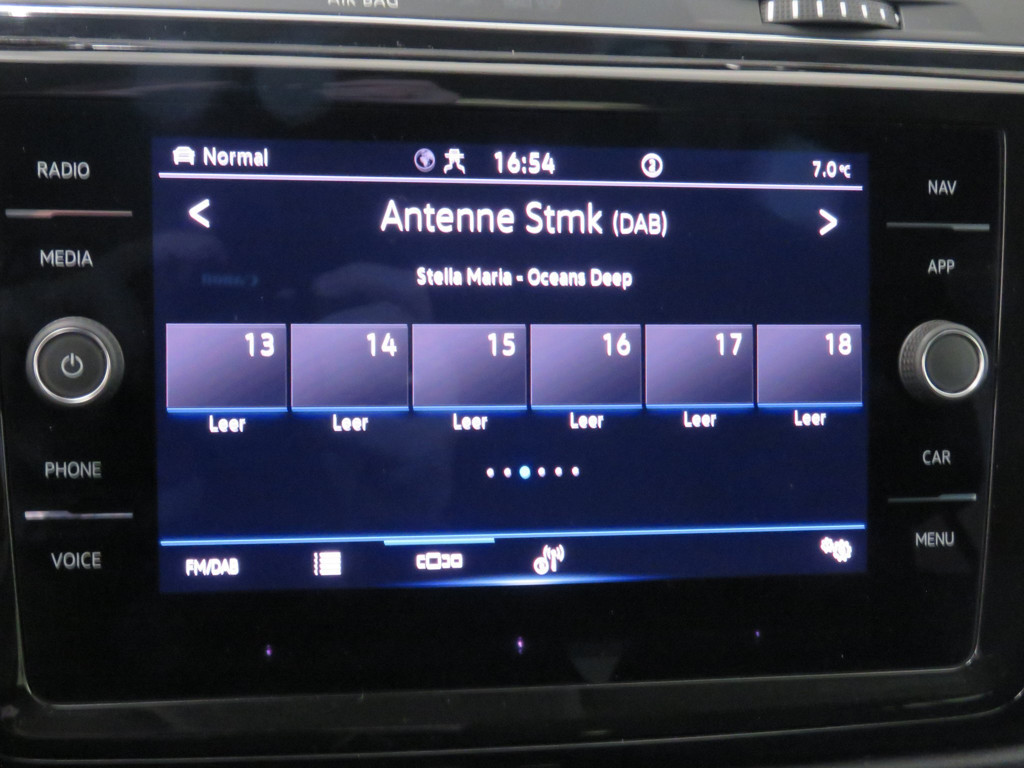 AIR BAG
Normal 16:54 2 7.0°C
RADIO
MEDIA
PHONE
VOICE
< Antenne Stmk (DAB) >
Stella Maria - Oceans Deep
13 14 15 16 17 18
Leer Leer Leer Leer Leer Leer
FM/DAB
NAV
APP
CAR
MENU